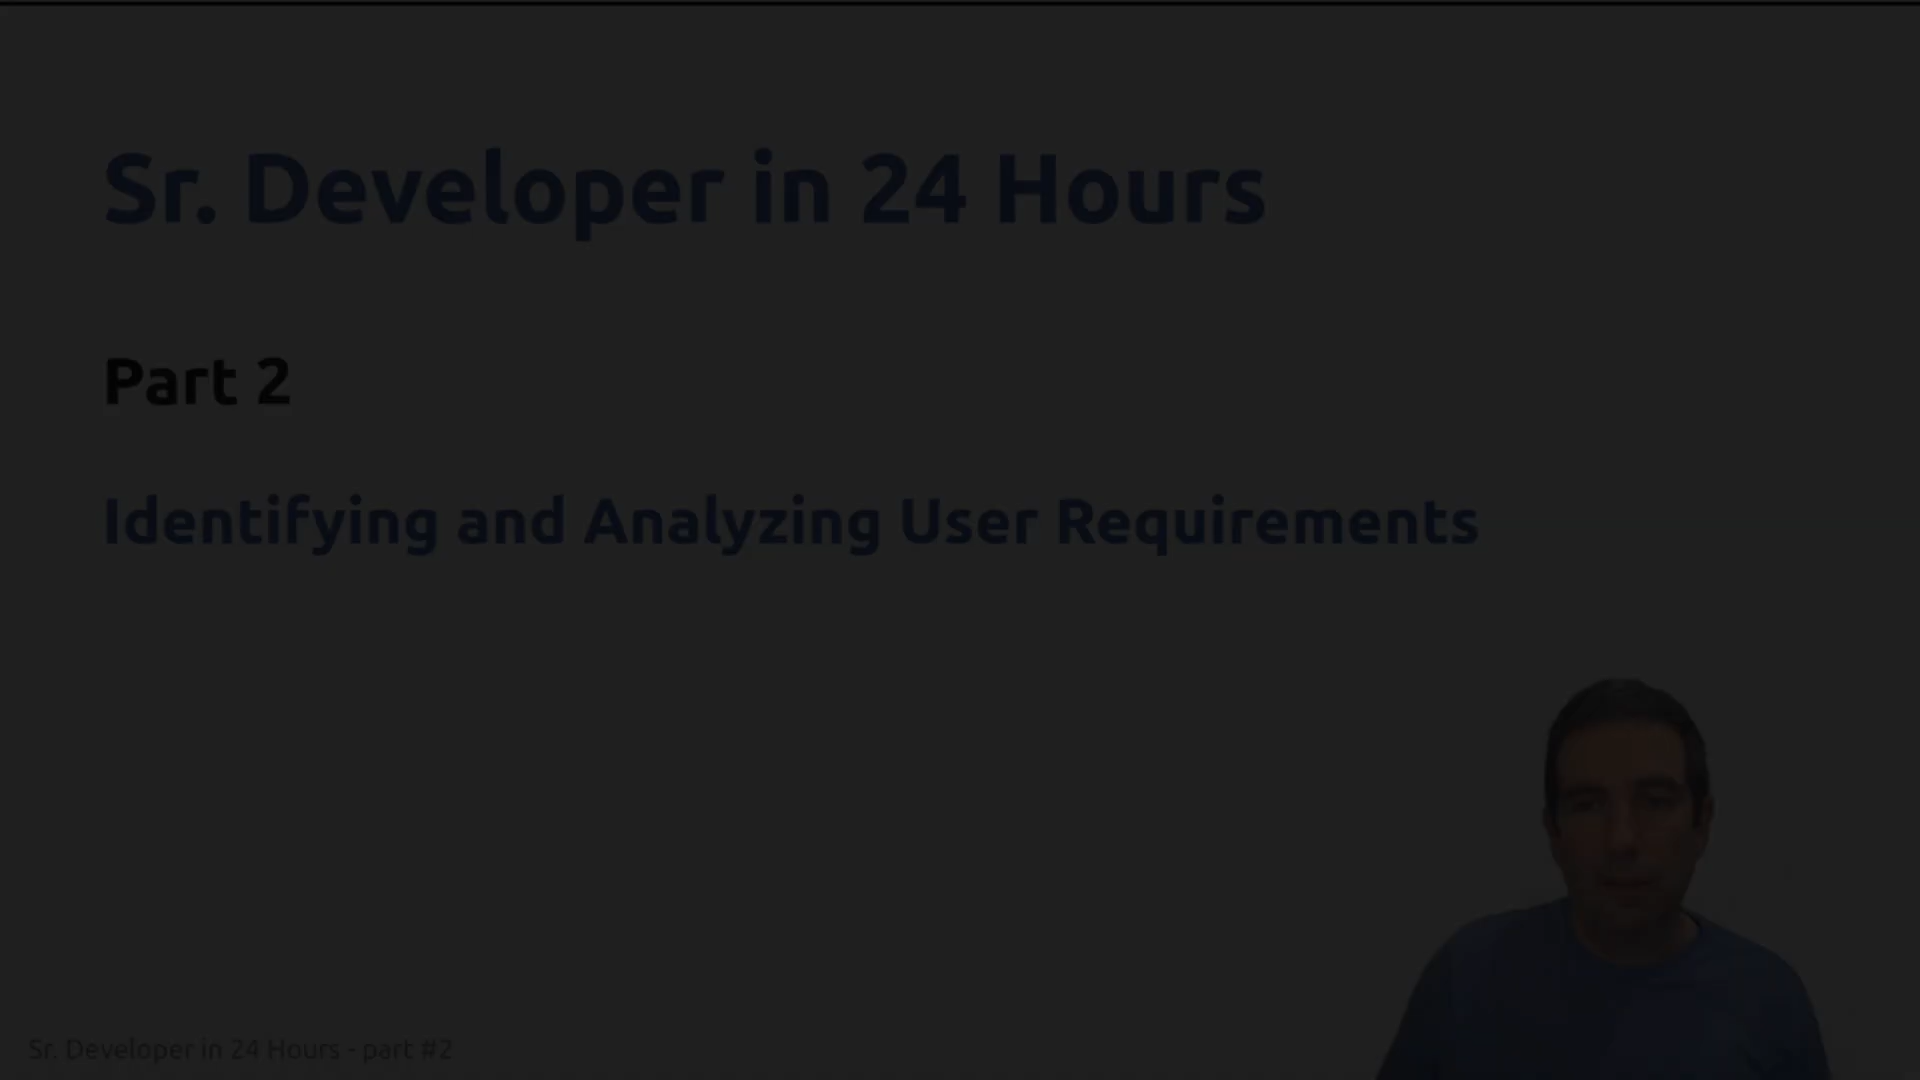 Sr. Developer in 24 Hours
Part 2
Identifying and Analyzing User Requirements
Sr. Developer in 24 Hours - part #2